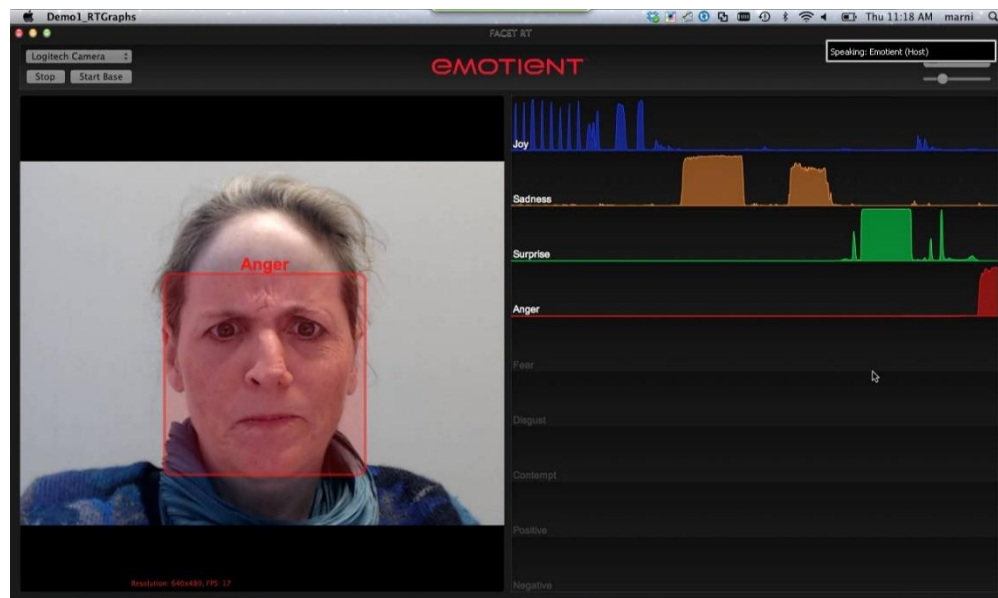 Demo1_RTGraphs
Thu 11:18 AM marni
FACET RT
Logitech Camera
Stop
Start Base
EMOTIENT
Speaking: Emotient (Host)
Anger
Joy
Sadness
Surprise
Anger
Fear
Disgust
Contempt
Positive
Negative
Resolution: 640x480, FPS: 17